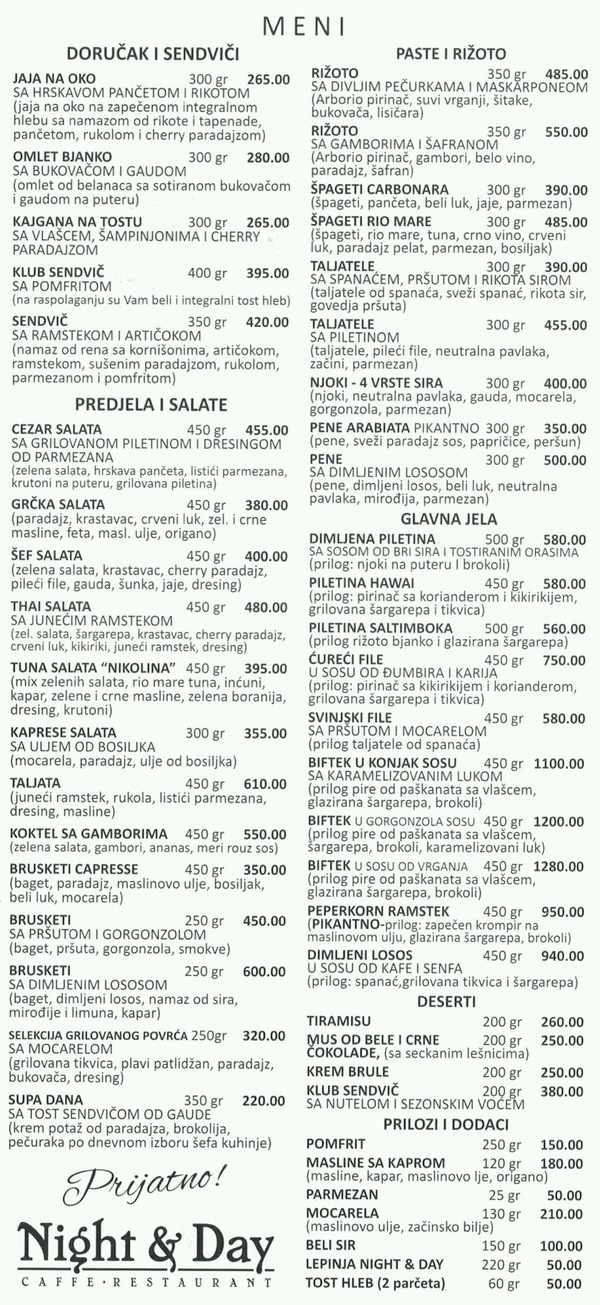 MENI
DORUČAK I SENDVIČI
JAJA NA OKO 300 gr 265.00
SA HRSKAVOM PANČETOM I RIKOTOM
(jaja na oko na zapečenom integralnom
hlebu sa namazom od rikote i tapenade,
pančetom, rukolom i cherry paradajzom)
OMLET BJANKO 300 gr 280.00
SA BUKOVAČOM I GAUDOM
(omlet od belanaca sa sotiranom bukovačom
i gaudom na puteru)
KAJGANA NA TOSTU 300 gr 265.00
SA VLAŠCEM, ŠAMPINJONIMA I CHERRY
PARADAJZOM
KLUB SENDVIČ 400 gr 395.00
SA POMFRITOM
(na raspolaganju su Vam beli i integralni tost hleb)
SENDVIČ 350 gr 420.00
SA RAMSTEKOM I ARTIČOKOM
(namaz od rena sa kornišonima, artičokom,
ramstekom, sušenim paradajzom, rukolom,
parmezanom i pomfritom)
PREDJELA I SALATE
CEZAR SALATA 450 gr 455.00
SA GRILOVANOM PILETINOM I DRESINGOM
OD PARMEZANA
(zelena salata, hrskava pančeta, listići parmezana,
krutoni na puteru, grilovana piletina)
GRČKA SALATA 450 gr 380.00
(paradajz, krastavac, crveni luk, zel. i crne
masline, feta, masl. ulje, origano)
ŠEF SALATA 450 gr 400.00
(zelena salata, krastavac, cherry paradajz,
pileći file, gauda, šunka, jaje, dresing)
THAI SALATA 450 gr 480.00
SA JUNEĆIM RAMSTEKOM
(zel. salata, šargarepa, krastavac, cherry paradajz,
crveni luk, kikiriki, juneći ramstek, dresing)
TUNA SALATA “NIKOLINA” 450 gr 395.00
(mix zelenih salata, rio mare tuna, inćuni,
kapar, zelene i crne masline, zelena boranija,
dresing, krutoni)
KAPRESE SALATA 300 gr 355.00
SA ULJEM OD BOSILJKA
(mocarela, paradajz, ulje od bosiljka)
TALJATA 450 gr 610.00
(juneći ramstek, rukola, listići parmezana,
dresing, masline)
KOKTEL SA GAMBORIMA 450 gr 550.00
(zelena salata, gambori, ananas, meri rouz sos)
BRUSKETI CAPRESSE 450 gr 350.00
(baget, paradajz, maslinovo ulje, bosiljak,
beli luk, mocarela)
BRUSKETI 250 gr 450.00
SA PRŠUTOM I GORGONZOLOM
(baget, pršuta, gorgonzola, smokve)
BRUSKETI 250 gr 600.00
SA DIMLJENIM LOSOSOM
(baget, dimljeni losos, namaz od sira,
mirođije i limuna, kapar)
SELEKCIJA GRILOVANOG POVRĆA 250gr 320.00
SA MOCARELOM
(grilovana tikvica, plavi patlidžan, paradajz,
bukovača, dresing)
SUPA DANA 350 gr 220.00
SA TOST SENDVIČOM OD GAUDE
(krem potaž od paradajza, brokolija,
pečuraka po dnevnom izboru šefa kuhinje)
Prijatno!
Night & Day
CAFFE·RESTAURANT
PASTE I RIŽOTO
RIŽOTO 350 gr 485.00
SA DIVLJIM PEČURKAMA I MASKARPONEOM
(Arborio pirinač, suvi vrganji, šitake,
bukovača, lisičara)
RIŽOTO 350 gr 550.00
SA GAMBORIMA I ŠAFRANOM
(Arborio pirinač, gambori, belo vino,
paradajz, šafran)
ŠPAGETI CARBONARA 300 gr 390.00
(špageti, pančeta, beli luk, jaje, parmezan)
ŠPAGETI RIO MARE 300 gr 485.00
(špageti, rio mare, tuna, crno vino, crveni
luk, paradajz pelat, parmezan, bosiljak)
TALJATELE 300 gr 390.00
SA SPANAĆEM, PRŠUTOM I RIKOTA SIROM
(taljatele od spanaća, sveži spanać, rikota sir,
govedja pršuta)
TALJATELE 300 gr 455.00
SA PILETINOM
(taljatele, pileći file, neutralna pavlaka,
začini, parmezan)
NJOKI - 4 VRSTE SIRA 300 gr 400.00
(njoki, neutralna pavlaka, gauda, mocarela,
gorgonzola, parmezan)
PENE ARABIATA PIKANTNO 300 gr 350.00
(pene, sveži paradajz sos, papričice, peršun)
PENE 300 gr 500.00
SA DIMLJENIM LOSOSOM
(pene, dimljeni losos, beli luk, neutralna
pavlaka, mirođija, parmezan)
GLAVNA JELA
DIMLJENA PILETINA 500 gr 580.00
SA SOSOM OD BRI SIRA I TOSTIRANIM ORASIMA
(prilog: njoki na puteru I brokoli)
PILETINA HAWAI 450 gr 580.00
(prilog: pirinač sa korianderom i kikirikijem,
grilovana šargarepa i tikvica)
PILETINA SALTIMBOKA 500 gr 560.00
(prilog rižoto bjanko i glazirana šargarepa)
ĆUREĆI FILE 450 gr 750.00
U SOSU OD ĐUMBIRA I KARIJA
(prilog: pirinač sa kikirikijem i korianderom,
grilovana šargarepa i tikvica)
SVINJSKI FILE 450 gr 580.00
SA PRŠUTOM I MOCARELOM
(prilog taljatele od spanaća)
BIFTEK U KONJAK SOSU 450 gr 1100.00
SA KARAMELIZOVANIM LUKOM
(prilog pire od paškanata sa vlašcem,
glazirana šargarepa, brokoli)
BIFTEK U GORGONZOLA SOSU 450 gr 1200.00
(prilog pire od paškanata sa vlašcem,
šargarepa, brokoli, karamelizovani luk)
BIFTEK U SOSU OD VRGANJA 450 gr 1280.00
(prilog pire od paškanata sa vlašcem,
glazirana šargarepa, brokoli)
PEPERKORN RAMSTEK 450 gr 950.00
(PIKANTNO-prilog: zapečen krompir na
maslinovom ulju, glazirana šargarepa, brokoli)
DIMLJENI LOSOS 450 gr 940.00
U SOSU OD KAFE I SENFA
(prilog: spanać,grilovana tikvica i šargarepa)
DESERTI
TIRAMISU 200 gr 260.00
MUS OD BELE I CRNE 200 gr 250.00
ČOKOLADE, (sa seckanim lešnicima)
KREM BRULE 200 gr 250.00
KLUB SENDVIČ 200 gr 380.00
SA NUTELOM I SEZONSKIM VOĆEM
PRILOZI I DODACI
POMFRIT 250 gr 150.00
MASLINE SA KAPROM 120 gr 180.00
(masline, kapar, maslinovo lje, origano)
PARMEZAN 25 gr 50.00
MOCARELA 130 gr 210.00
(maslinovo ulje, začinsko bilje)
BELI SIR 150 gr 100.00
LEPINJA NIGHT & DAY 220 gr 50.00
TOST HLEB (2 parčeta) 60 gr 50.00